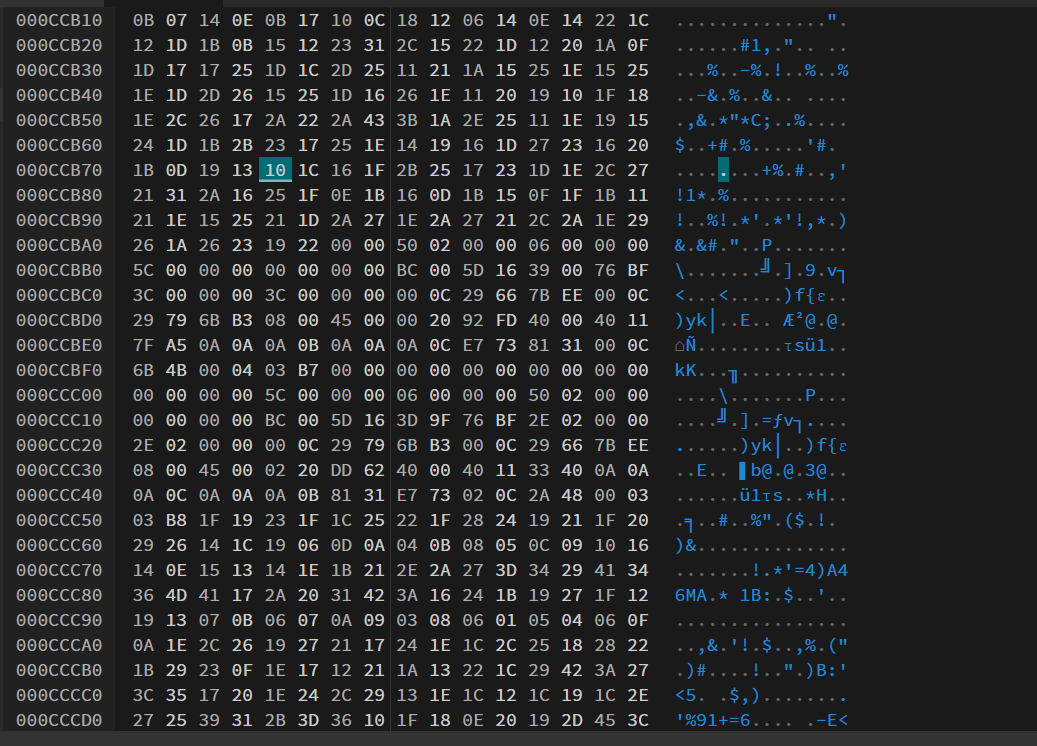 000CCB10 0B 07 14 0E 0B 17 10 0C 18 12 06 14 0E 14 22 1C ..............".
000CCB20 12 1D 1B 0B 15 12 23 31 2C 15 22 1D 12 20 1A 0F ......#1,.".. ..
000CCB30 1D 17 17 25 1D 1C 2D 25 11 21 1A 15 25 1E 15 25 ...%..-%.!..%..%
000CCB40 1E 1D 2D 26 15 25 1D 16 26 1E 11 20 19 10 1F 18 ..-&.%..&.. ....
000CCB50 1E 2C 26 17 2A 22 2A 43 3B 1A 2E 25 11 1E 19 15 .,&.*"*C;..%....
000CCB60 24 1D 1B 2B 23 17 25 1E 14 19 16 1D 27 23 16 20 $..+#.%.....'#.
000CCB70 1B 0D 19 13 10 1C 16 1F 2B 25 17 23 1D 1E 2C 27 ........+%.#..,'
000CCB80 21 31 2A 16 25 1F 0E 1B 16 0D 1B 15 0F 1F 1B 11 !1*.%...........
000CCB90 21 1E 15 25 21 1D 2A 27 1E 2A 27 21 2C 2A 1E 29 !..%!.*'.*'!,*.)
000CCBA0 26 1A 26 23 19 22 00 00 50 02 00 00 06 00 00 00 &.&#."..P.......
000CCBB0 5C 00 00 00 00 00 00 00 BC 00 5D 16 39 00 76 BF \.......╝.].9.v┐
000CCBC0 3C 00 00 00 3C 00 00 00 00 0C 29 66 7B EE 00 0C <...<.....)f{ε..
000CCBD0 29 79 6B B3 08 00 45 00 00 20 92 FD 40 00 40 11 )yk│..E.. Æ²@.@.
000CCBE0 7F A5 0A 0A 0A 0B 0A 0A 0A 0C E7 73 81 31 00 0C ⌂Ñ........τsü1..
000CCBF0 6B 4B 00 04 03 B7 00 00 00 00 00 00 00 00 00 00 kK...╖..........
000CCC00 00 00 00 00 5C 00 00 00 06 00 00 00 50 02 00 00 ....\.......P...
000CCC10 00 00 00 00 BC 00 5D 16 3D 9F 76 BF 2E 02 00 00 ....╝.].=ƒv┐....
000CCC20 2E 02 00 00 00 0C 29 79 6B B3 00 0C 29 66 7B EE ......)yk│..)f{ε
000CCC30 08 00 45 00 02 20 DD 62 40 00 40 11 33 40 0A 0A ..E.. ▌b@.@.3@..
000CCC40 0A 0C 0A 0A 0A 0B 81 31 E7 73 02 0C 2A 48 00 03 ......ü1τs..*H..
000CCC50 03 B8 1F 19 23 1F 1C 25 22 1F 28 24 19 21 1F 20 .╕..#..%".($.!.
000CCC60 29 26 14 1C 19 06 0D 0A 04 0B 08 05 0C 09 10 16 )&..............
000CCC70 14 0E 15 13 14 1E 1B 21 2E 2A 27 3D 34 29 41 34 .......!.*'=4)A4
000CCC80 36 4D 41 17 2A 20 31 42 3A 16 24 1B 19 27 1F 12 6MA.* 1B:.$..'..
000CCC90 19 13 07 0B 06 07 0A 09 03 08 06 01 05 04 06 0F ................
000CCCA0 0A 1E 2C 26 19 27 21 17 24 1E 1C 2C 25 18 28 22 ..,&.'!.$..,%.("
000CCCB0 1B 29 23 0F 1E 17 12 21 1A 13 22 1C 29 42 3A 27 .)#....!..".)B:'
000CCCC0 3C 35 17 20 1E 24 2C 29 13 1E 1C 12 1C 19 1C 2E <5. .$,)........
000CCCD0 27 25 39 31 2B 3D 36 10 1F 18 0E 20 19 2D 45 3C '%91+=6.... .-E<